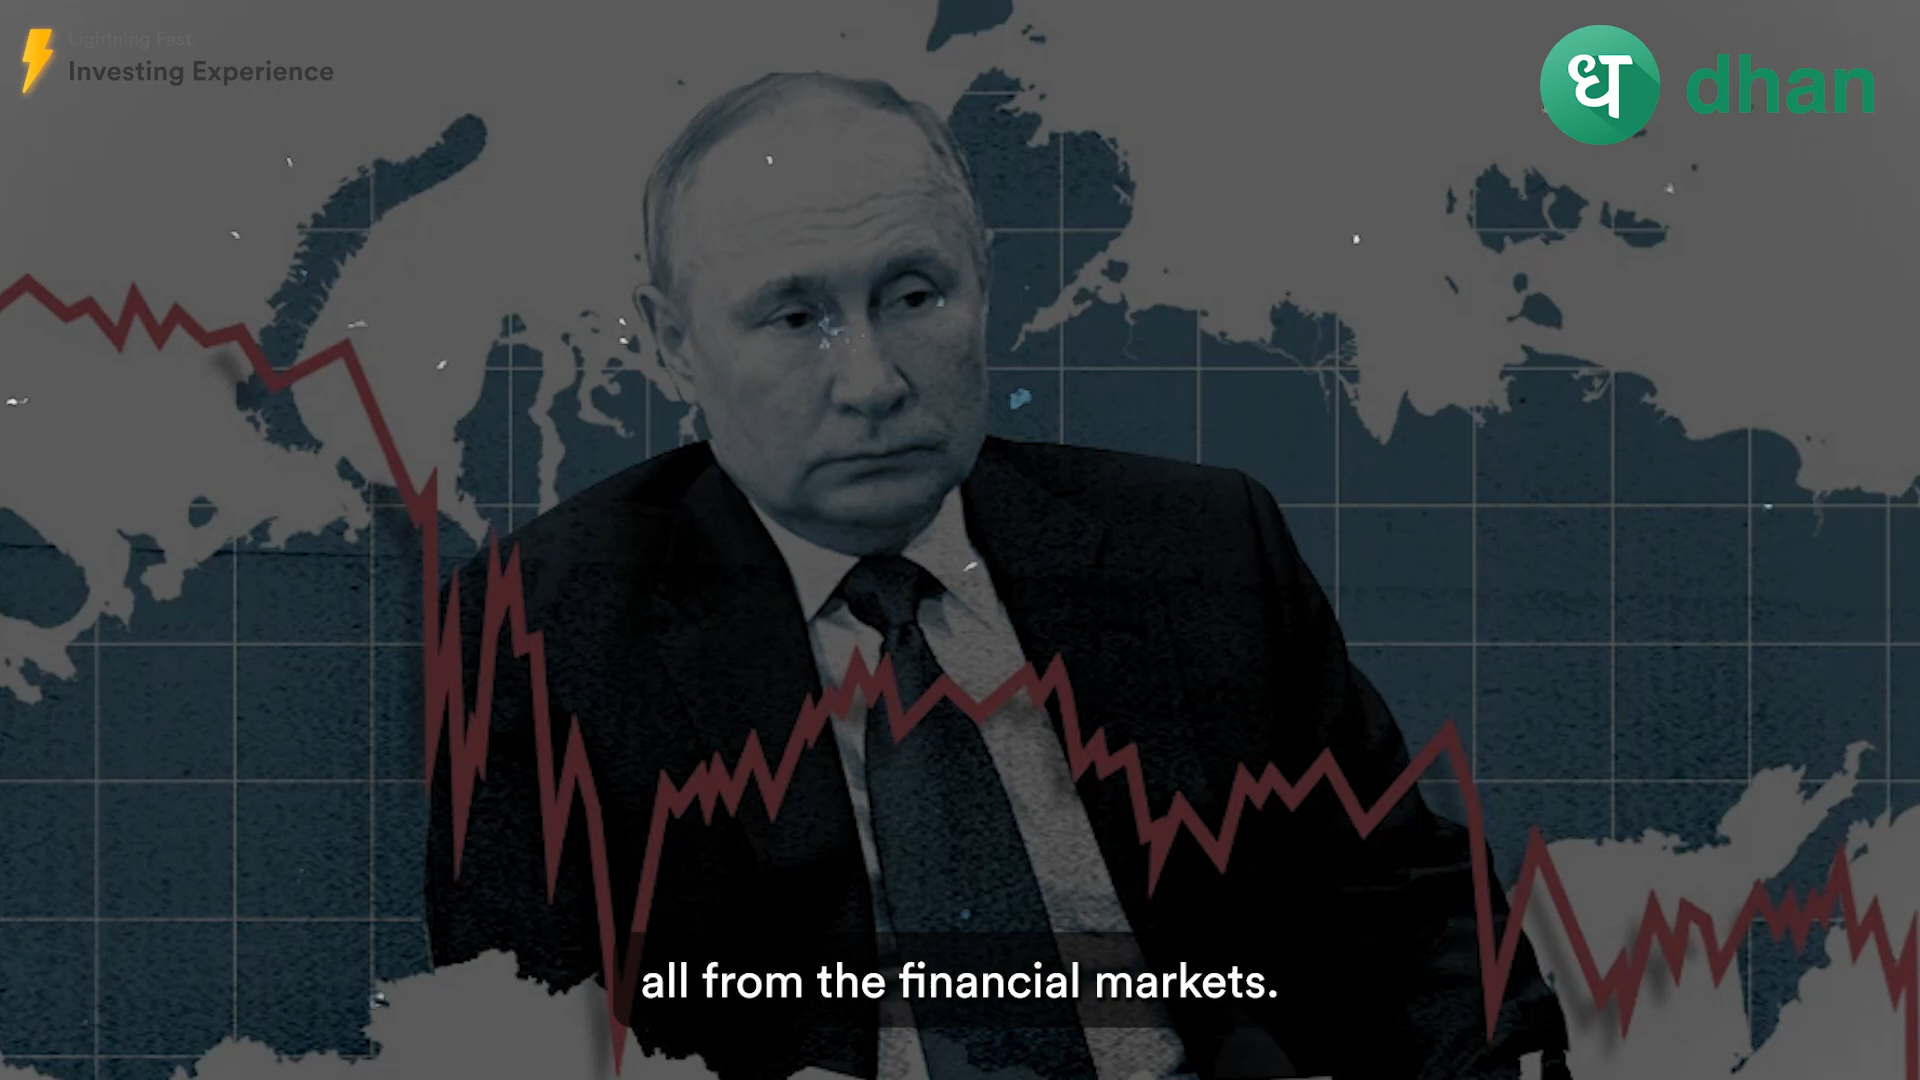 Lightning Fast
Investing Experience
ध dhan
all from the financial markets.